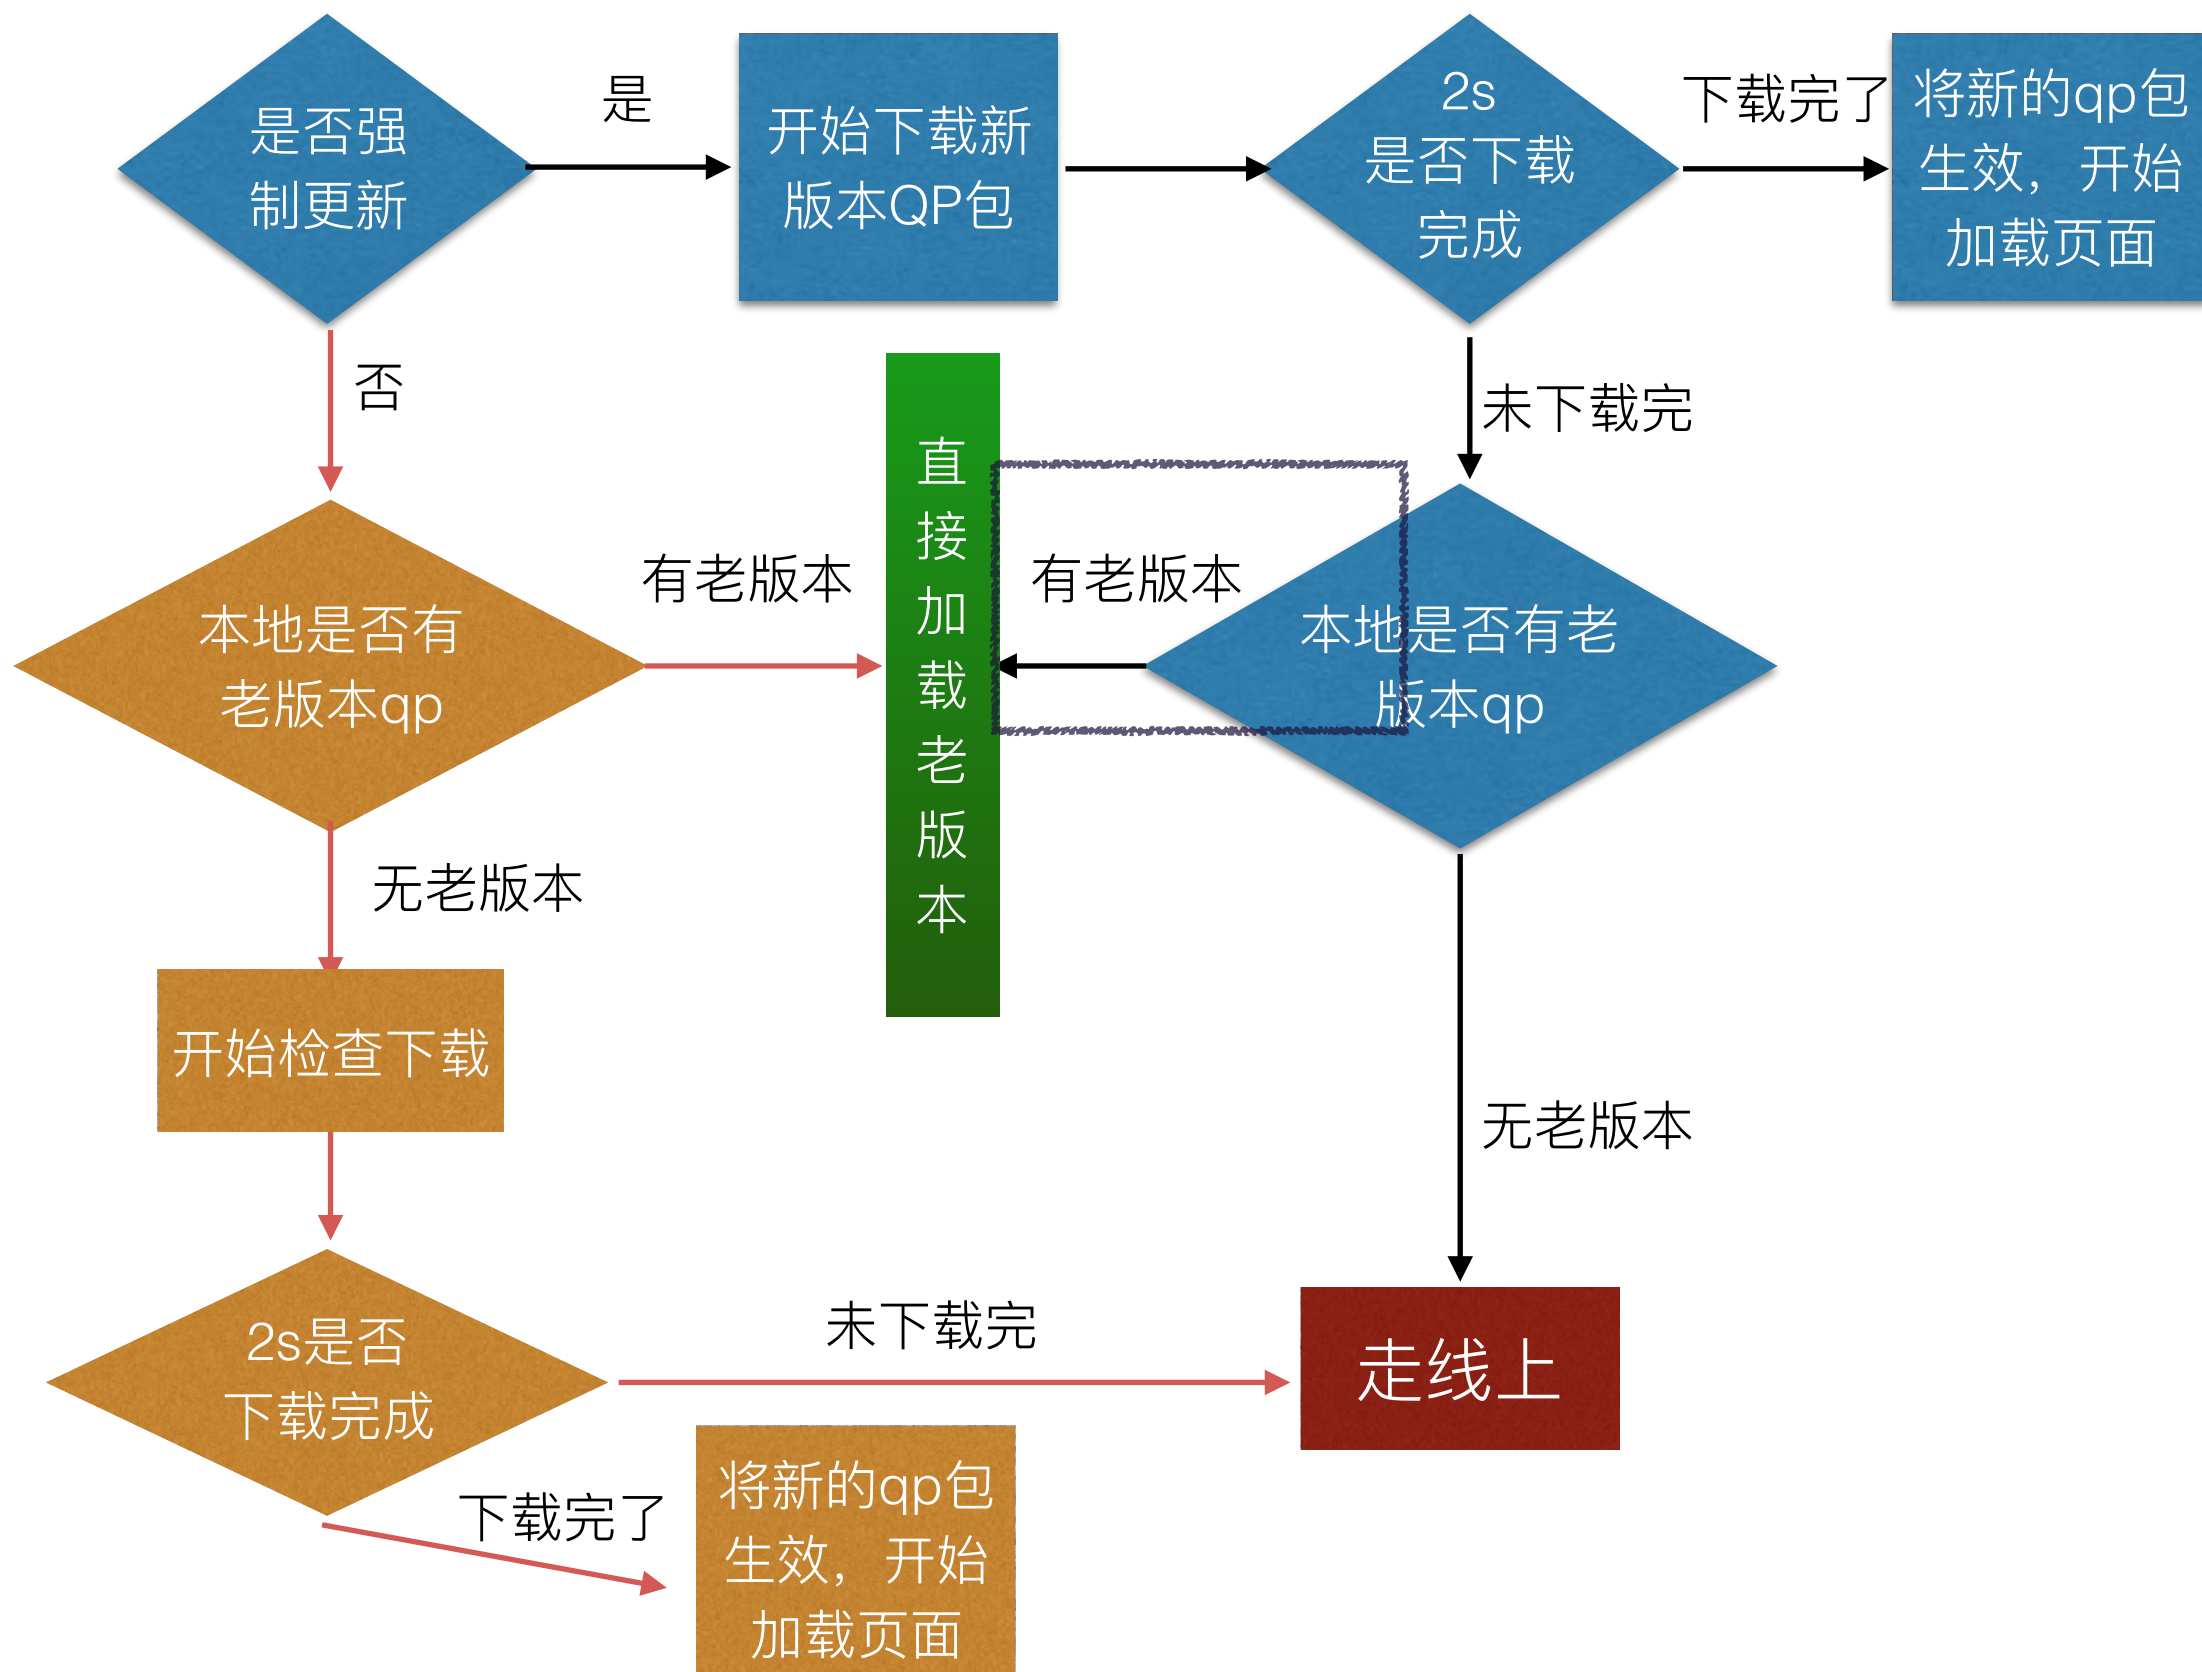 是否强
制更新
是
开始下载新
版本QP包
2s
是否下载
完成
下载完了
将新的qp包
生效，开始
加载页面
否
未下载完
本地是否有
老版本qp
有老版本
直
接
加
载
老
版
本
有老版本
本地是否有老
版本qp
无老版本
开始检查下载
无老版本
2s是否
下载完成
未下载完
走线上
下载完了
将新的qp包
生效，开始
加载页面